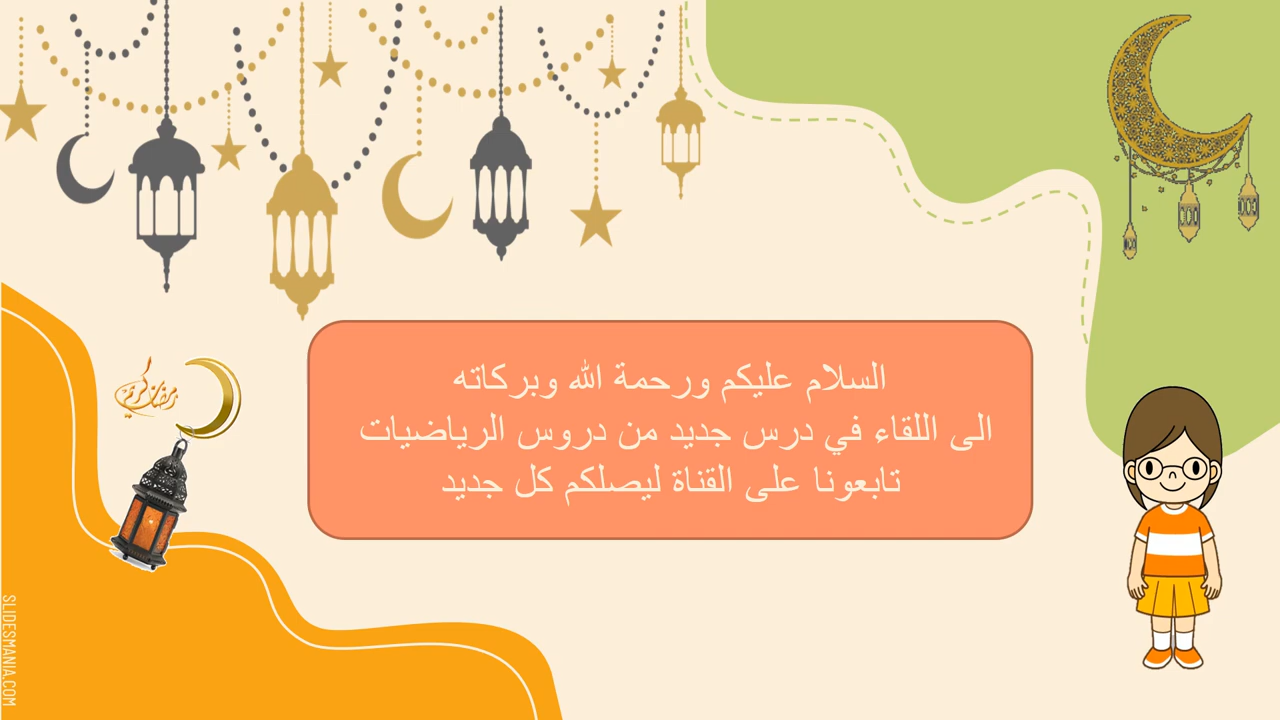 رمضان كريم
السلام عليكم ورحمة الله وبركاته
الى اللقاء في درس جديد من دروس الرياضيات
تابعونا على القناة ليصلكم كل جديد
SLIDESMANIA.COM